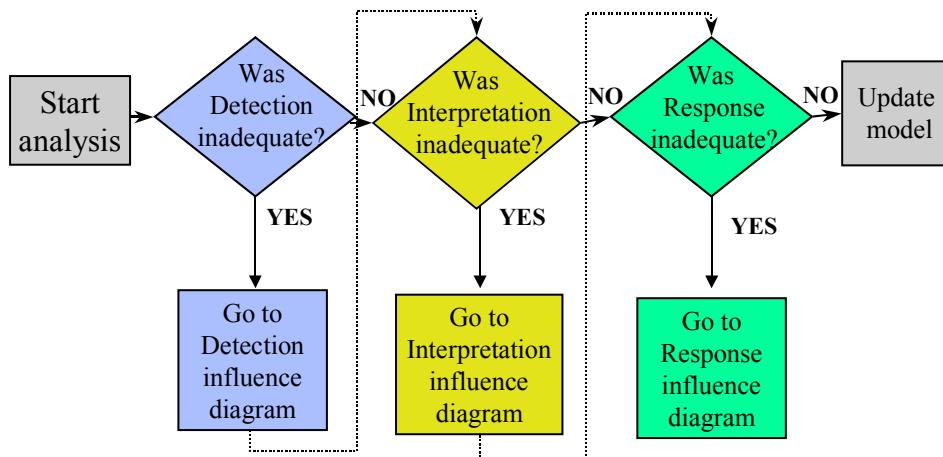 Start
analysis
Was
Detection
inadequate?
NO
Was
Interpretation
inadequate?
NO
Was
Response
inadequate?
NO
Update
model
YES
YES
YES
Go to
Detection
influence
diagram
Go to
Interpretation
influence
diagram
Go to
Response
influence
diagram